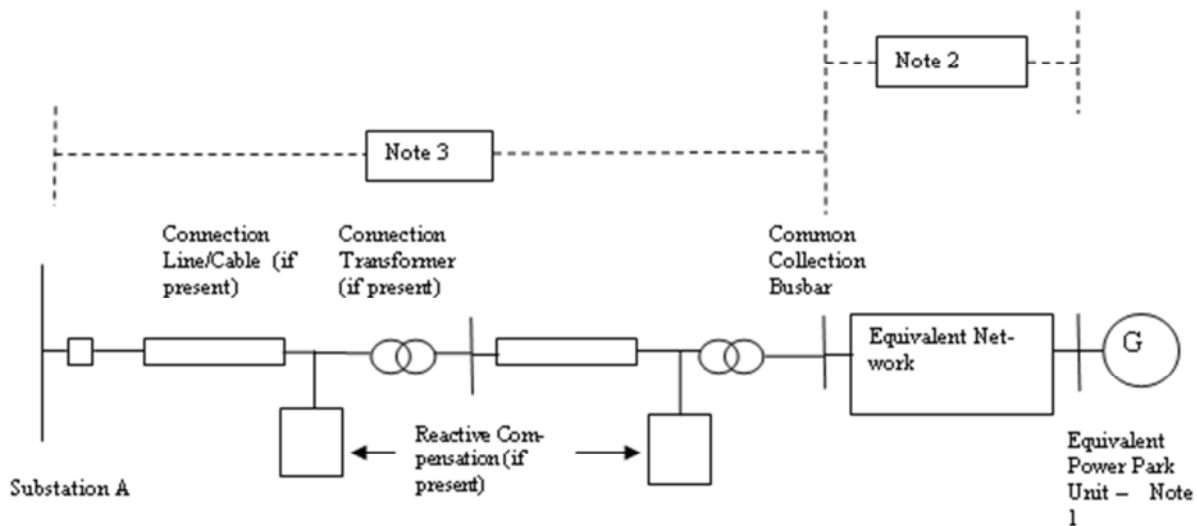 Note 2
Note 3
Connection
Line/Cable (if
present)
Connection
Transformer
(if present)
Common
Collection
Busbar
Equivalent Net-
work
G
Reactive Com-
pensation (if
present)
Substation A
Equivalent
Power Park
Unit – Note
1